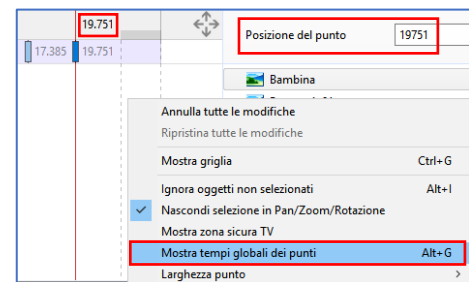 19.751
Posizione del punto 19751
17.385 19.751
Bambina
Annulla tutte le modifiche
Ripristina tutte le modifiche
Mostra griglia Ctrl+G
Ignora oggetti non selezionati Alt+I
Nascondi selezione in Pan/Zoom/Rotazione
Mostra zona sicura TV
Mostra tempi globali dei punti Alt+G
Larghezza punto